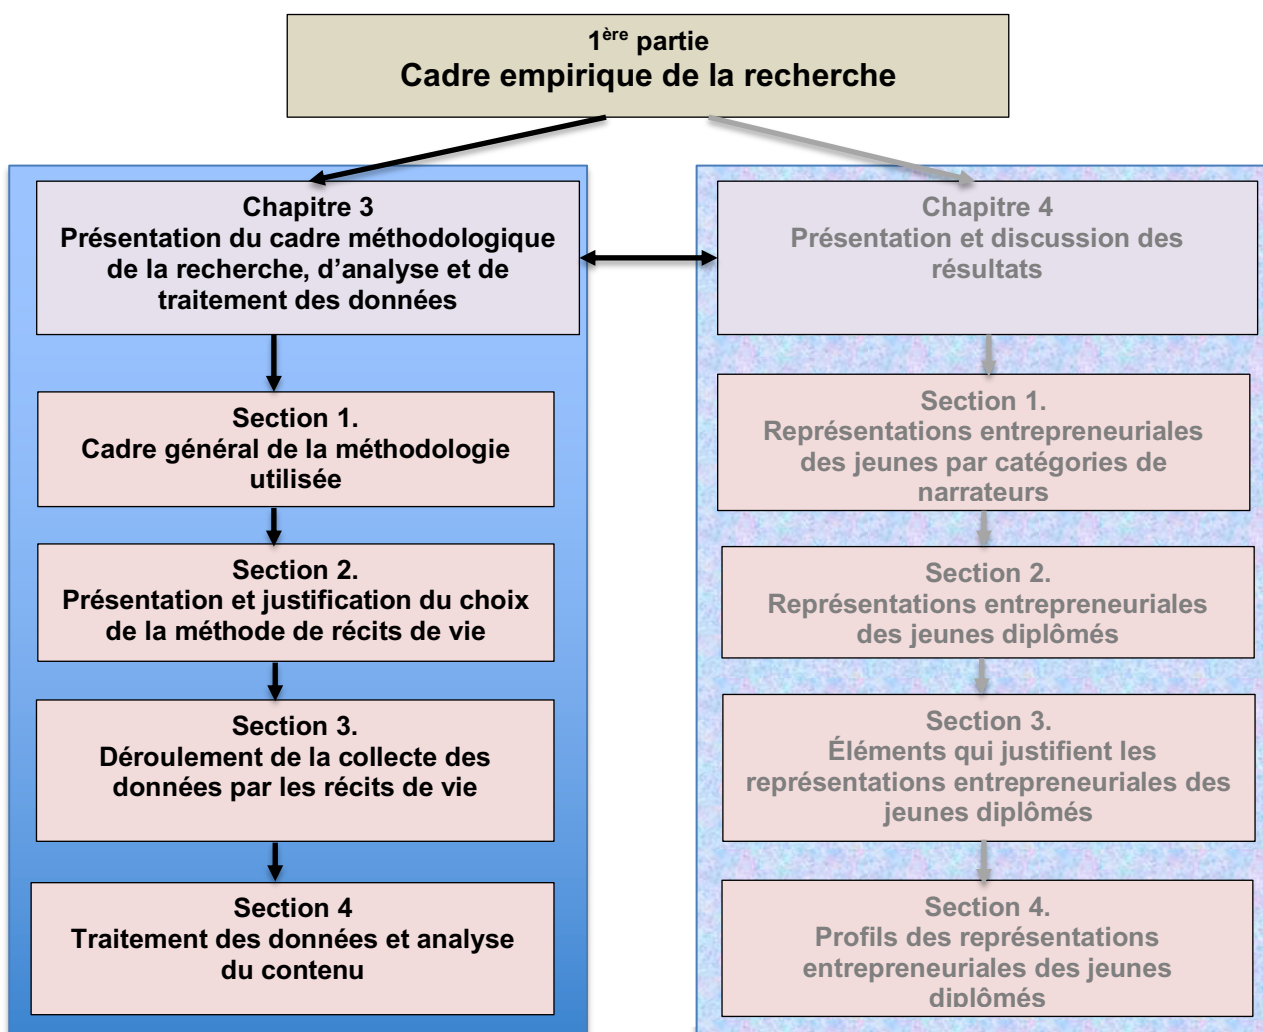 1ère partie
Cadre empirique de la recherche
Chapitre 3
Présentation du cadre méthodologique
de la recherche, d’analyse et de
traitement des données
Section 1.
Cadre général de la méthodologie
utilisée
Section 2.
Présentation et justification du choix
de la méthode de récits de vie
Section 3.
Déroulement de la collecte des
données par les récits de vie
Section 4
Traitement des données et analyse
du contenu
Chapitre 4
Présentation et discussion des
résultats
Section 1.
Représentations entrepreneuriales
des jeunes par catégories de
narrateurs
Section 2.
Représentations entrepreneuriales
des jeunes diplômés
Section 3.
Éléments qui justifient les
représentations entrepreneuriales des
jeunes diplômés
Section 4.
Profils des représentations
entrepreneuriales des jeunes
diplômés